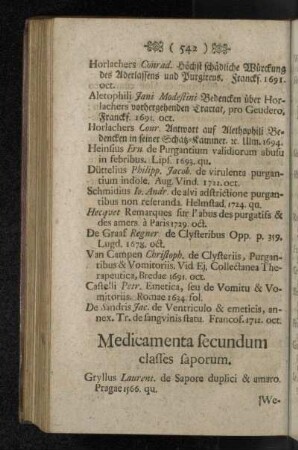 ( 542 )
Horlachers Conrad. Höchst schädliche Würckung
des Aderlassens und Purgirens. Franckf. 1691.
oct.
Aletophili Jani Modestini Bedencken über Hor-
lachers vorhergehenden Tractat, pro Geudero,
Franckf. 1691. oct.
Horlachers Conr. Antwort auf Alethophili Be-
dencken in seiner Schatz-Kammer. ꝛc. Ulm. 1694.
Heinsius Ern. de Purgantium validiorum abusu
in febribus. Lips. 1693. qu.
Düttelius Philipp. Jacob. de virulenta purgan-
tium indole. Aug. Vind. 1721. oct.
Schmitius Io. Andr. de alvi adstrictione purgan-
tibus non referanda. Helmstad. 1724. qu.
Hecquet Remarques sur l'abus des purgatifs &
des amers. à Paris 1729. oct.
De Graaf Regner. de Clysteribus Opp. p. 319.
Lugd. 1678. oct.
Van Campen Christoph. de Clysteriis, Purgan-
tibus & Vomitoriis. Vid. Ej. Collectanea The-
rapeutica, Bredae 1691. oct.
Castelli Petr. Emetica, seu de Vomitu & Vo-
mitoriis. Romae 1634. fol.
De Sandris Jac. de Ventriculo & emeticis, an-
nex. Tr. de sanguinis statu. Francof. 1712. oct.
Medicamenta secundum
classes saporum.
Gryllus Laurent. de Sapore duplici & amaro.
Pragae 1566. qu.
[We-